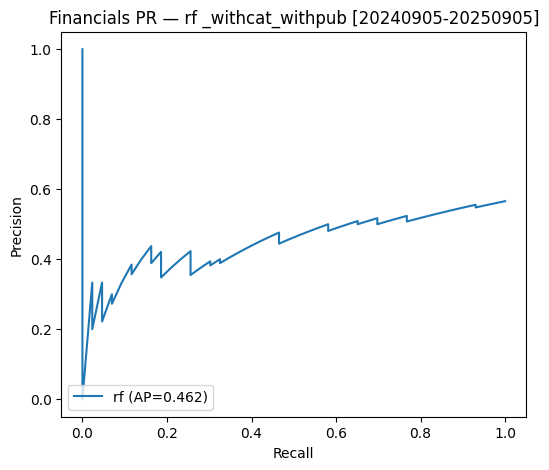 Financials PR — rf _withcat_withpub [20240905-20250905]
1.0
0.8
0.6
0.4
0.2
0.0
Precision
rf (AP=0.462)
0.0 0.2 0.4 0.6 0.8 1.0
Recall